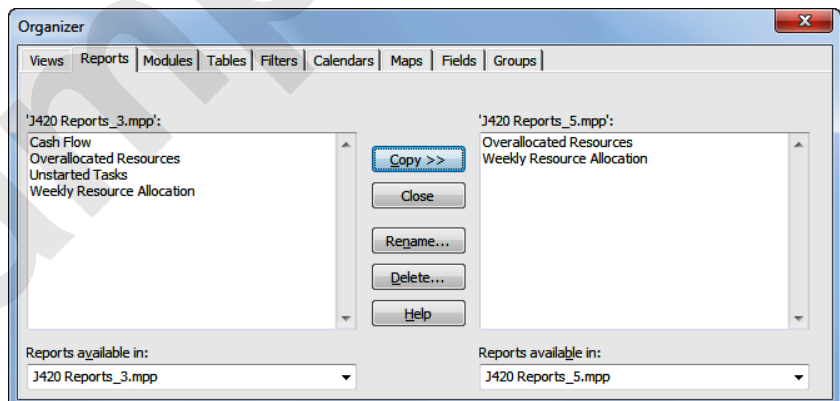 Organizer
Views Reports Modules Tables Filters Calendars Maps Fields Groups
'J420 Reports_3.mpp':
Cash Flow
Overallocated Resources
Unstarted Tasks
Weekly Resource Allocation
Copy >>
Close
Rename...
Delete...
Help
'J420 Reports_5.mpp':
Overallocated Resources
Weekly Resource Allocation
Reports available in:
J420 Reports_3.mpp
Reports available in:
J420 Reports_5.mpp